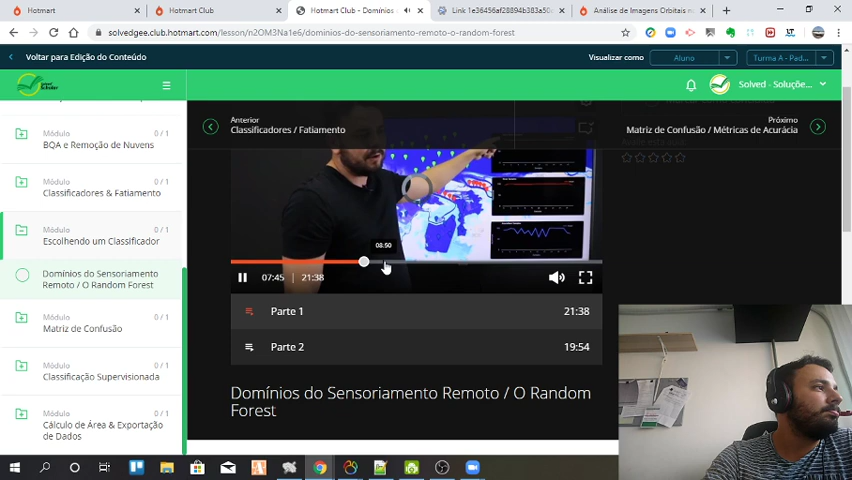 Hotmart
Hotmart Club
Hotmart Club - Domínios
Link 1e36456af28894b383a50
Análise de Imagens Orbitais m
solvedgee.club.hotmart.com/lesson/n2OM3Na1e6/dominios-do-sensoriamento-remoto-o-random-forest
Voltar para Edição do Conteúdo
Visualizar como
Aluno
Turma A - Pad...
Solved - Soluçõe...
Anterior
Classificadores / Fatiamento
Próximo
Matriz de Confusão / Métricas de Acurácia
Módulo 0 / 1
BQA e Remoção de Nuvens
Módulo 0 / 1
Classificadores & Fatiamento
Módulo 0 / 1
Escolhendo um Classificador
Domínios do Sensoriamento
Remoto / O Random Forest
Módulo 0 / 1
Matriz de Confusão
Módulo 0 / 1
Classificação Supervisionada
Módulo 0 / 1
Cálculo de Área & Exportação
de Dados
08:50
07:45 | 21:38
Parte 1 21:38
Parte 2 19:54
Domínios do Sensoriamento Remoto / O Random
Forest